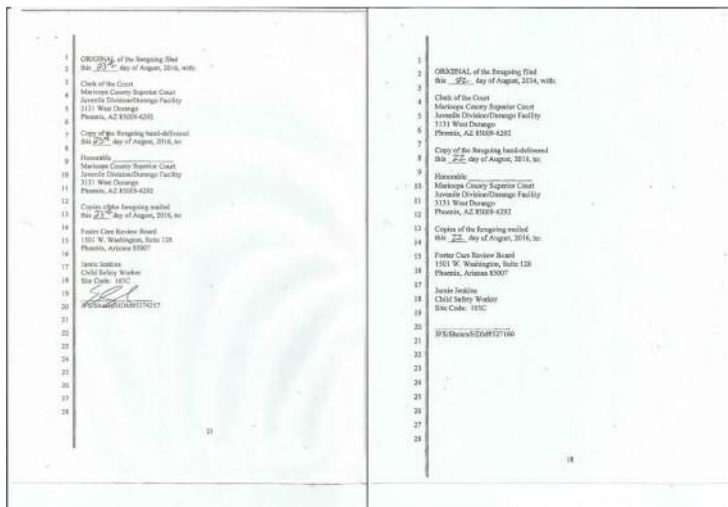 1
2
3
4
5
6
7
8
9
10
11
12
13
14
15
16
17
18
19
20
21
22
23
24
25
26
27
28
ORIGINAL of the foregoing filed
this 23rd day of August, 2016, with:
Clerk of the Court
Maricopa County Superior Court
Juvenile Division/Durango Facility
3131 West Durango
Phoenix, AZ 85009-6292
Copy of the foregoing hand-delivered
this 23rd day of August, 2016, to:
Honorable
Maricopa County Superior Court
Juvenile Division/Durango Facility
3131 West Durango
Phoenix, AZ 85009-6292
Copies of the foregoing mailed
this 23rd day of August, 2016, to:
Foster Care Review Board
1501 W. Washington, Suite 128
Phoenix, Arizona 85007
Jamie Jenkins
Child Safety Worker
Site Code: 165C
21
1
2
3
4
5
6
7
8
9
10
11
12
13
14
15
16
17
18
19
20
21
22
23
24
25
26
27
28
ORIGINAL of the foregoing filed
this 22 day of August, 2016, with:
Clerk of the Court
Maricopa County Superior Court
Juvenile Division/Durango Facility
3131 West Durango
Phoenix, AZ 85009-6292
Copy of the foregoing hand-delivered
this 22 day of August, 2016, to:
Honorable
Maricopa County Superior Court
Juvenile Division/Durango Facility
3131 West Durango
Phoenix, AZ 85009-6292
Copies of the foregoing mailed
this 22 day of August, 2016, to:
Foster Care Review Board
1501 W. Washington, Suite 128
Phoenix, Arizona 85007
Jamie Jenkins
Child Safety Worker
Site Code: 165C
18